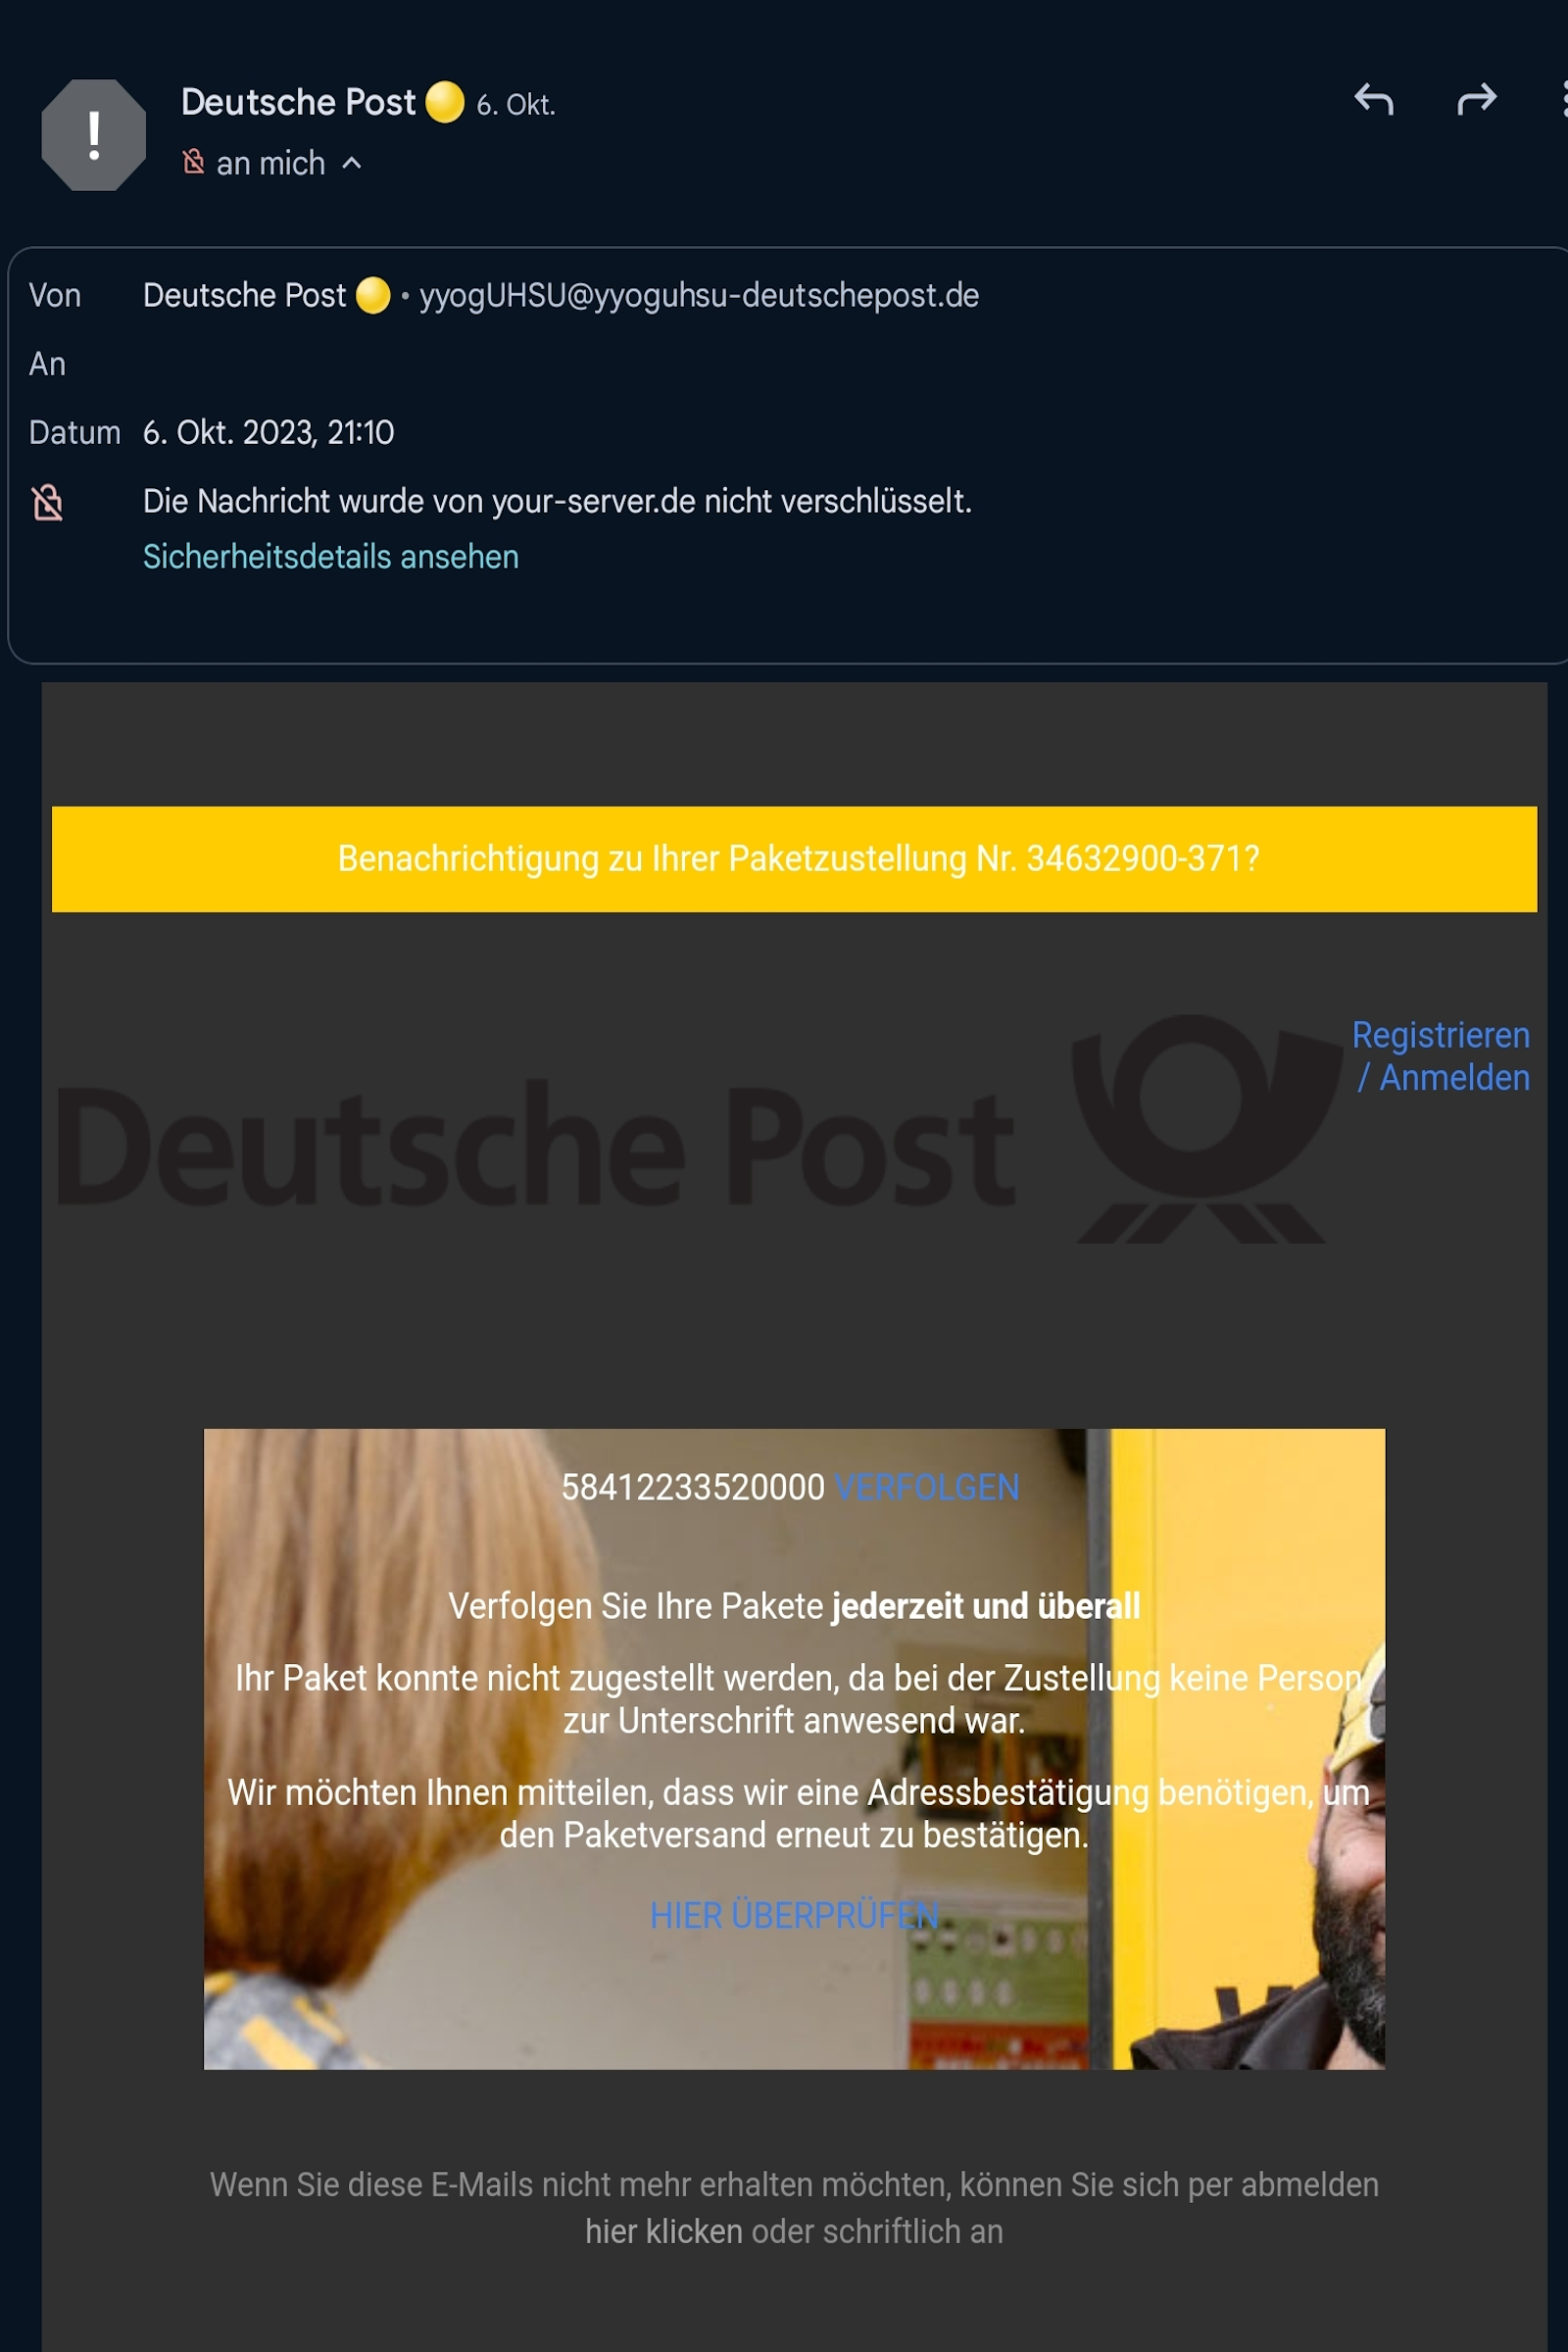 Deutsche Post 🟡 6. Okt.
an mich
Von Deutsche Post 🟡 • yyogUHSU@yyoguhsu-deutschepost.de
An
Datum 6. Okt. 2023, 21:10
Die Nachricht wurde von your-server.de nicht verschlüsselt.
Sicherheitsdetails ansehen
Benachrichtigung zu Ihrer Paketzustellung Nr. 34632900-371?
Registrieren
/ Anmelden
Deutsche Post
58412233520000 VERFOLGEN
Verfolgen Sie Ihre Pakete jederzeit und überall
Ihr Paket konnte nicht zugestellt werden, da bei der Zustellung keine Person
zur Unterschrift anwesend war.
Wir möchten Ihnen mitteilen, dass wir eine Adressbestätigung benötigen, um
den Paketversand erneut zu bestätigen.
HIER ÜBERPRÜFEN
Wenn Sie diese E-Mails nicht mehr erhalten möchten, können Sie sich per abmelden
hier klicken oder schriftlich an